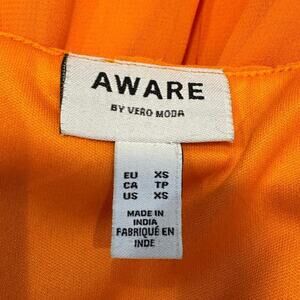 AWARE
BY VERO MODA
EU XS
CA TP
US XS
MADE IN
INDIA
FABRIQUÉ EN
INDE